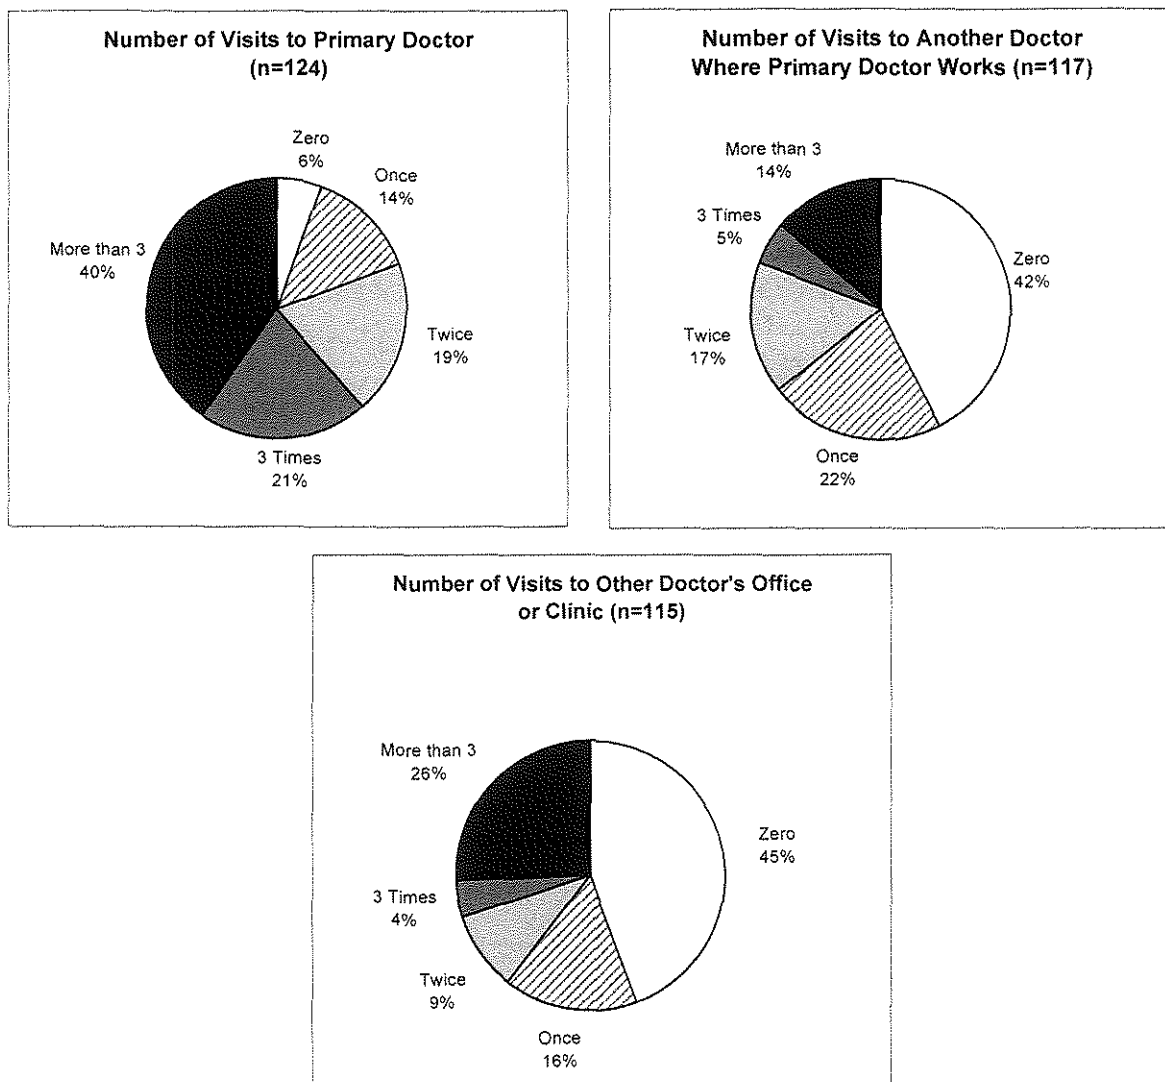 Number of Visits to Primary Doctor
(n=124)
Zero
6%
Once
14%
Twice
19%
3 Times
21%
More than 3
40%
Number of Visits to Another Doctor
Where Primary Doctor Works (n=117)
More than 3
14%
3 Times
5%
Twice
17%
Once
22%
Zero
42%
Number of Visits to Other Doctor's Office
or Clinic (n=115)
More than 3
26%
3 Times
4%
Twice
9%
Once
16%
Zero
45%